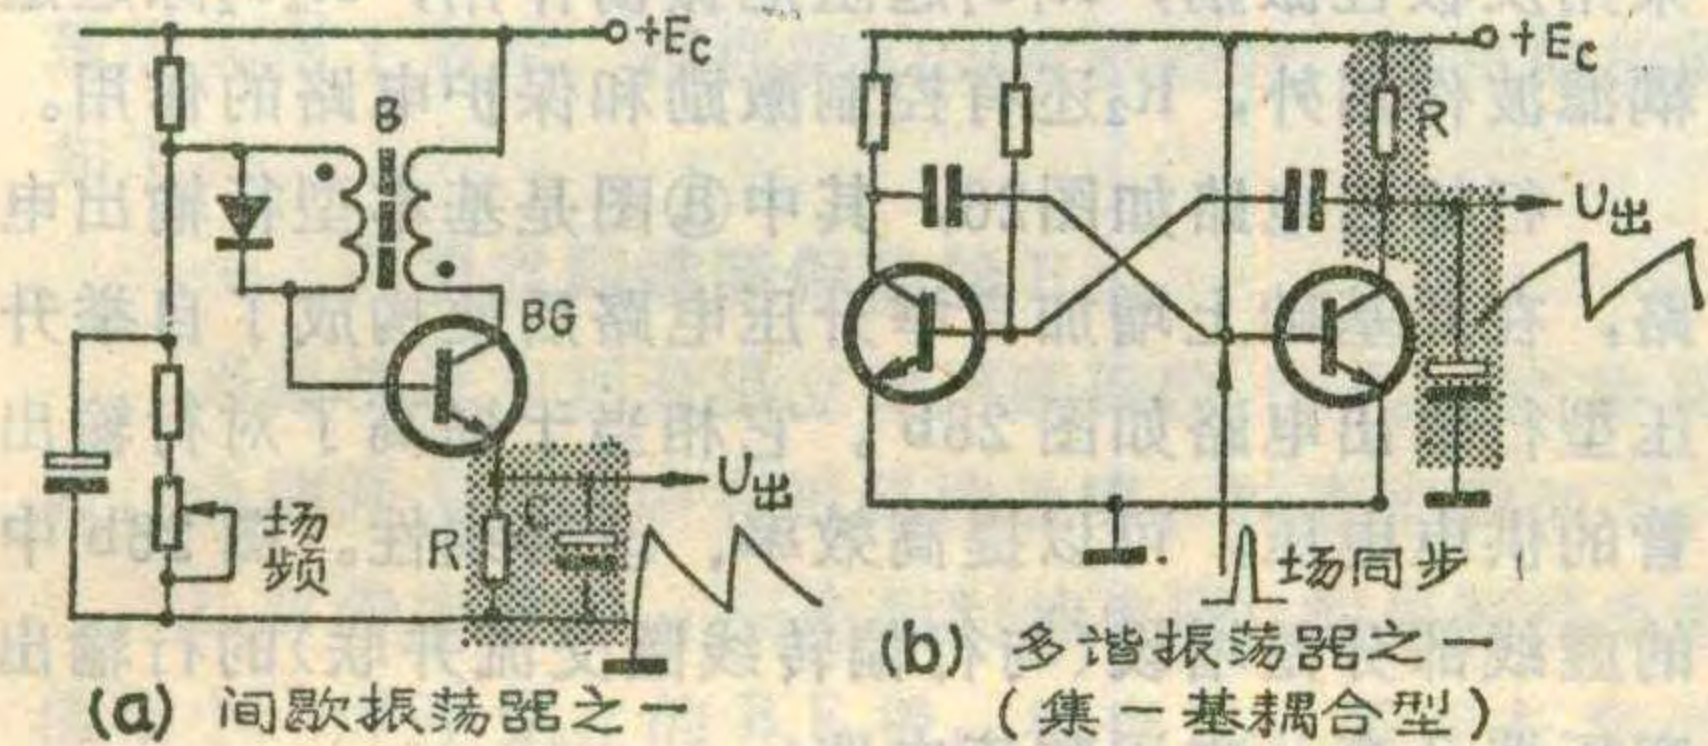 +Ec
B
BG
场
频
R
C
U出
(a) 间歇振荡器之一
+Ec
R
U出
场同步
(b) 多谐振荡器之一
(集一基耦合型)